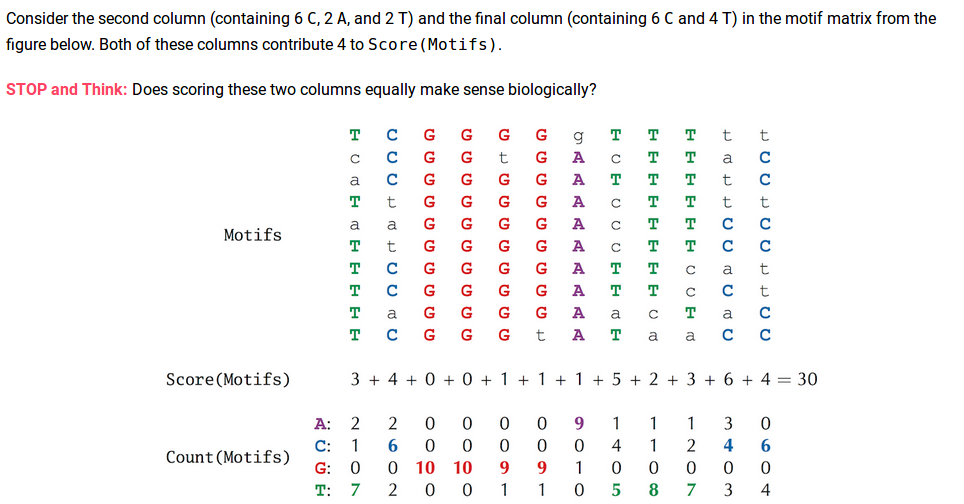 Consider the second column (containing 6 C, 2 A, and 2 T) and the final column (containing 6 C and 4 T) in the motif matrix from the
figure below. Both of these columns contribute 4 to Score(Motifs).
STOP and Think: Does scoring these two columns equally make sense biologically?
T C G G G G g T T T t t
c C G G t G A c T T a C
a C G G G G A T T T t C
T t G G G G A c T T t t
a a G G G G A c T T C C
Motifs
T t G G G G A c T T C C
T C G G G G A T T c a t
T C G G G G A T T c C t
T a G G G G A a c T a C
T C G G G t A T a a C C
Score(Motifs) 3 + 4 + 0 + 0 + 1 + 1 + 1 + 5 + 2 + 3 + 6 + 4 = 30
A: 2 2 0 0 0 0 9 1 1 1 3 0
C: 1 6 0 0 0 0 0 4 1 2 4 6
Count(Motifs)
G: 0 0 10 10 9 9 1 0 0 0 0 0
T: 7 2 0 0 1 1 0 5 8 7 3 4